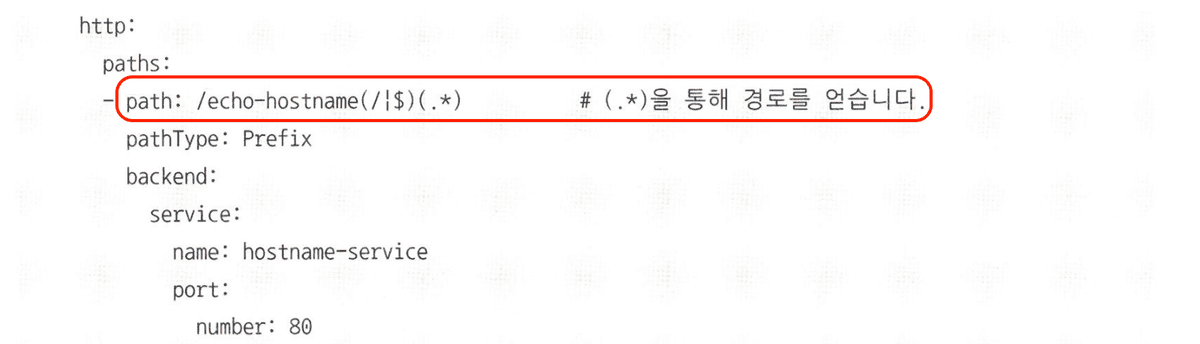 http:
paths:
- path: /echo-hostname(/¦$)(.*) # (.*)을 통해 경로를 얻습니다.
pathType: Prefix
backend:
service:
name: hostname-service
port:
number: 80